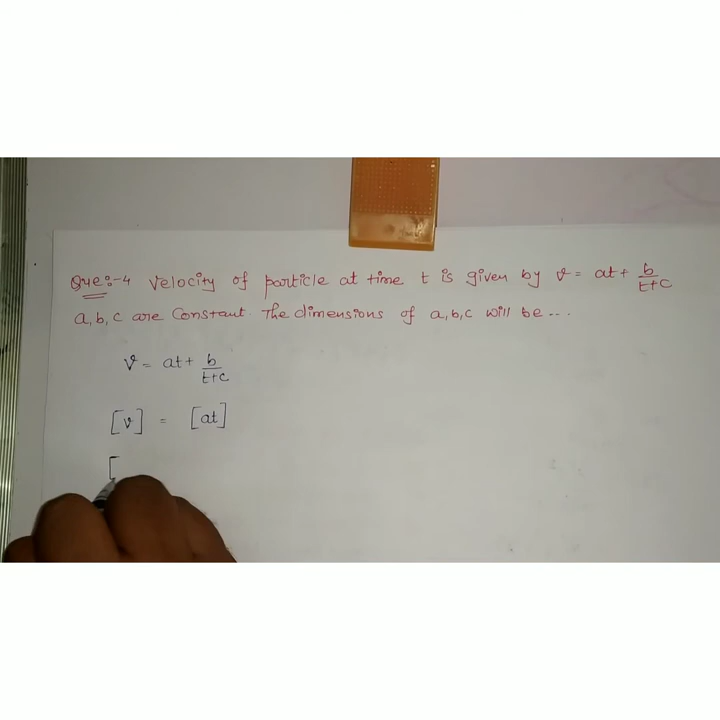 Que:-4 Velocity of particle at time t is given by v = at + b/t+c
a, b, c are Constant. The dimensions of a, b, c will be ...
v = at + b/t+c
[v] = [at]
[